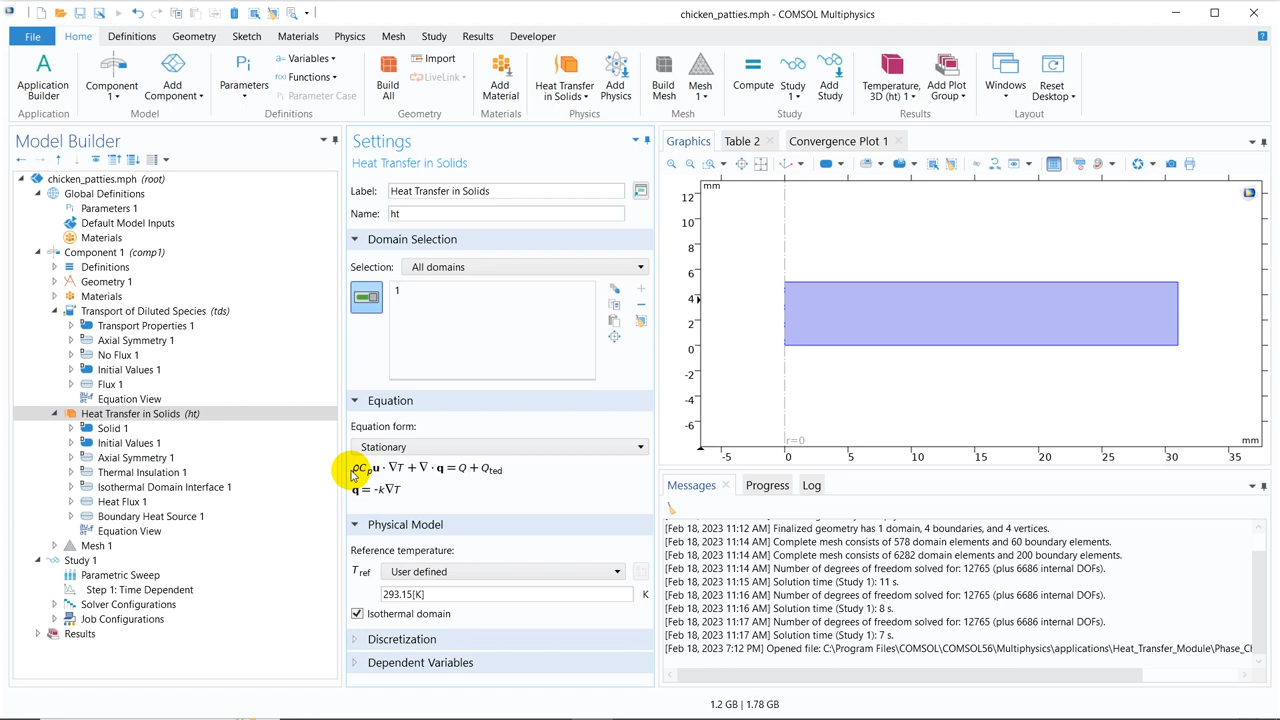 chicken_patties.mph - COMSOL Multiphysics
File Home Definitions Geometry Sketch Materials Physics Mesh Study Results Developer
Application Builder
Component 1
Add Component
Parameters
Variables
Functions
Parameter Case
Build All
Import
LiveLink
Add Material
Heat Transfer in Solids
Add Physics
Build Mesh
Mesh 1
Compute
Study 1
Add Study
Temperature, 3D (ht) 1
Add Plot Group
Windows
Reset Desktop
Application Model Definitions Geometry Materials Physics Mesh Study Results Layout
Model Builder
chicken_patties.mph (root)
Global Definitions
Parameters 1
Default Model Inputs
Materials
Component 1 (comp1)
Definitions
Geometry 1
Materials
Transport of Diluted Species (tds)
Transport Properties 1
Axial Symmetry 1
No Flux 1
Initial Values 1
Flux 1
Equation View
Heat Transfer in Solids (ht)
Solid 1
Initial Values 1
Axial Symmetry 1
Thermal Insulation 1
Isothermal Domain Interface 1
Heat Flux 1
Boundary Heat Source 1
Equation View
Mesh 1
Study 1
Parametric Sweep
Step 1: Time Dependent
Solver Configurations
Job Configurations
Results
Settings
Heat Transfer in Solids
Label: Heat Transfer in Solids
Name: ht
Domain Selection
Selection: All domains
1
Equation
Equation form:
Stationary
ρCpu · ∇T + ∇ · q = Q + Qted
q = -k∇T
Physical Model
Reference temperature:
Tref User defined
293.15[K] K
Isothermal domain
Discretization
Dependent Variables
Graphics Table 2 Convergence Plot 1
mm
12
10
8
6
4
2
0
-2
-4
-6
r=0
mm
-5 0 5 10 15 20 25 30 35
Messages Progress Log
[Feb 18, 2023 11:12 AM] Finalized geometry has 1 domain, 4 boundaries, and 4 vertices.
[Feb 18, 2023 11:14 AM] Complete mesh consists of 578 domain elements and 60 boundary elements.
[Feb 18, 2023 11:14 AM] Complete mesh consists of 6282 domain elements and 200 boundary elements.
[Feb 18, 2023 11:14 AM] Number of degrees of freedom solved for: 12765 (plus 6686 internal DOFs).
[Feb 18, 2023 11:15 AM] Solution time (Study 1): 11 s.
[Feb 18, 2023 11:16 AM] Number of degrees of freedom solved for: 12765 (plus 6686 internal DOFs).
[Feb 18, 2023 11:16 AM] Solution time (Study 1): 8 s.
[Feb 18, 2023 11:17 AM] Number of degrees of freedom solved for: 12765 (plus 6686 internal DOFs).
[Feb 18, 2023 11:17 AM] Solution time (Study 1): 7 s.
[Feb 18, 2023 7:12 PM] Opened file: C:\Program Files\COMSOL\COMSOL56\Multiphysics\applications\Heat_Transfer_Module\Phase_Ch
1.2 GB | 1.78 GB